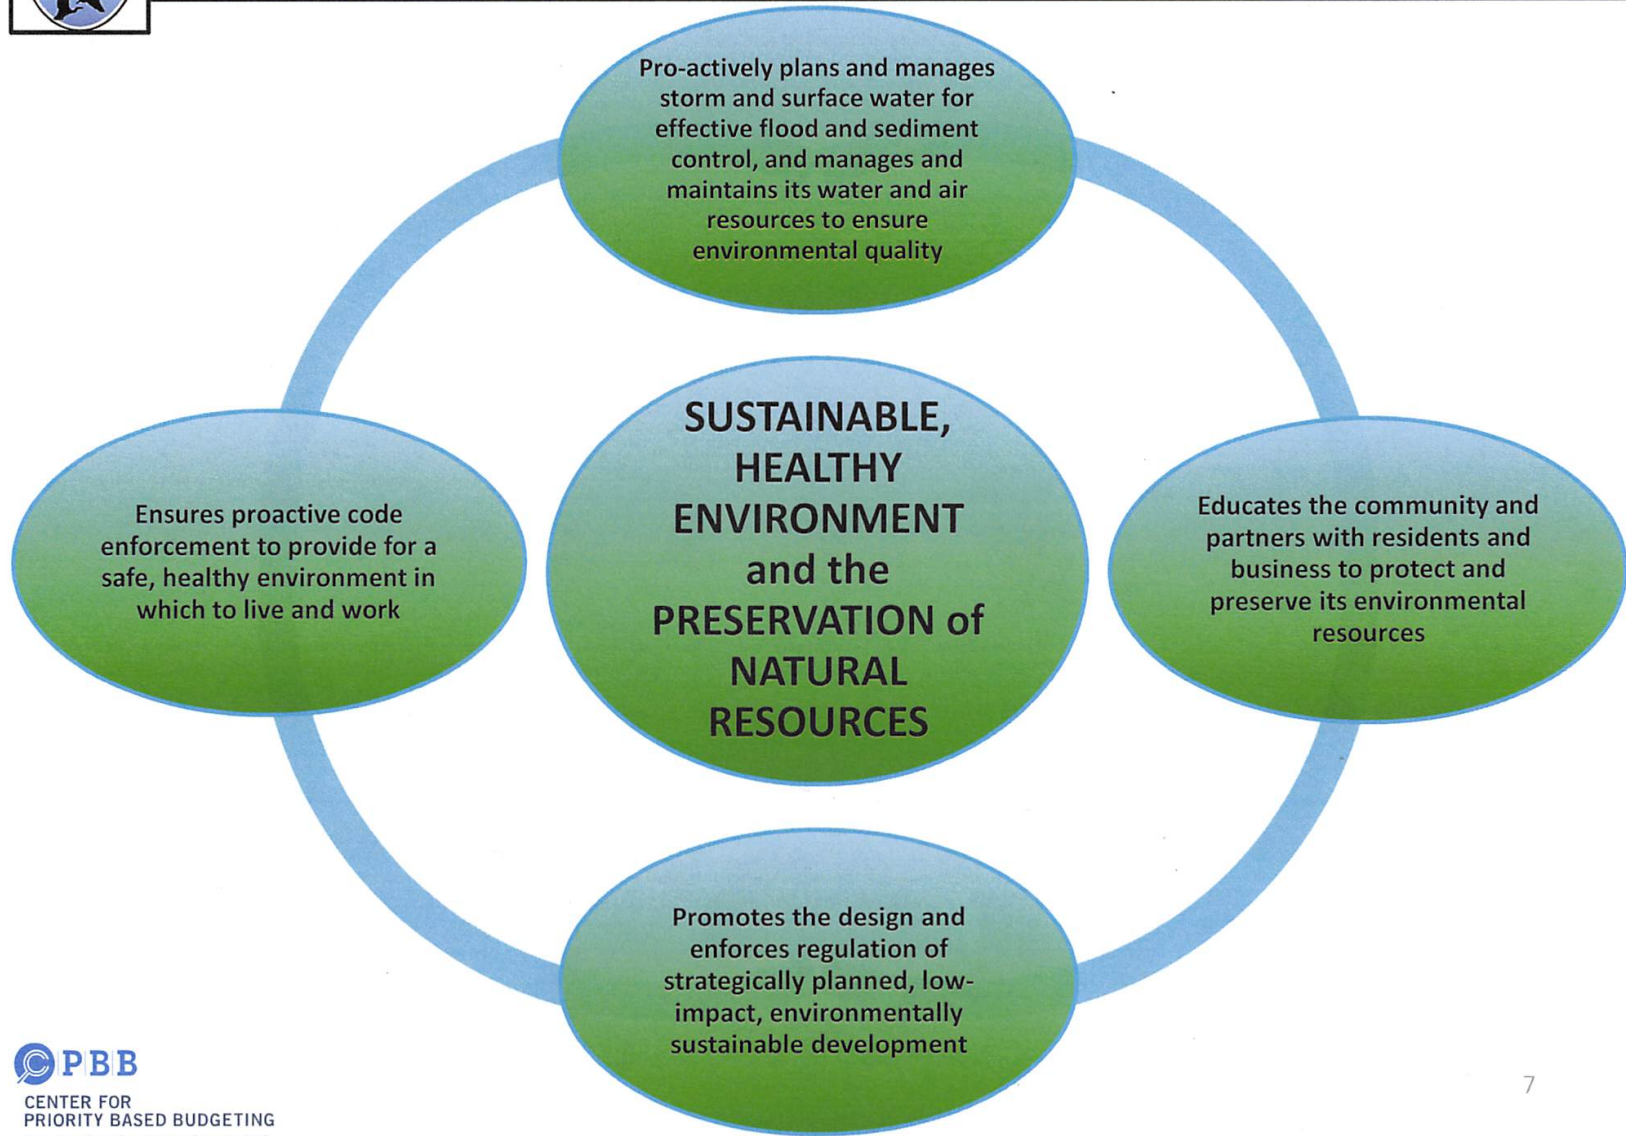 Pro-actively plans and manages
storm and surface water for
effective flood and sediment
control, and manages and
maintains its water and air
resources to ensure
environmental quality
SUSTAINABLE,
HEALTHY
ENVIRONMENT
and the
PRESERVATION of
NATURAL
RESOURCES
Ensures proactive code
enforcement to provide for a
safe, healthy environment in
which to live and work
Educates the community and
partners with residents and
business to protect and
preserve its environmental
resources
Promotes the design and
enforces regulation of
strategically planned, low-
impact, environmentally
sustainable development
C PBB
CENTER FOR
PRIORITY BASED BUDGETING
7